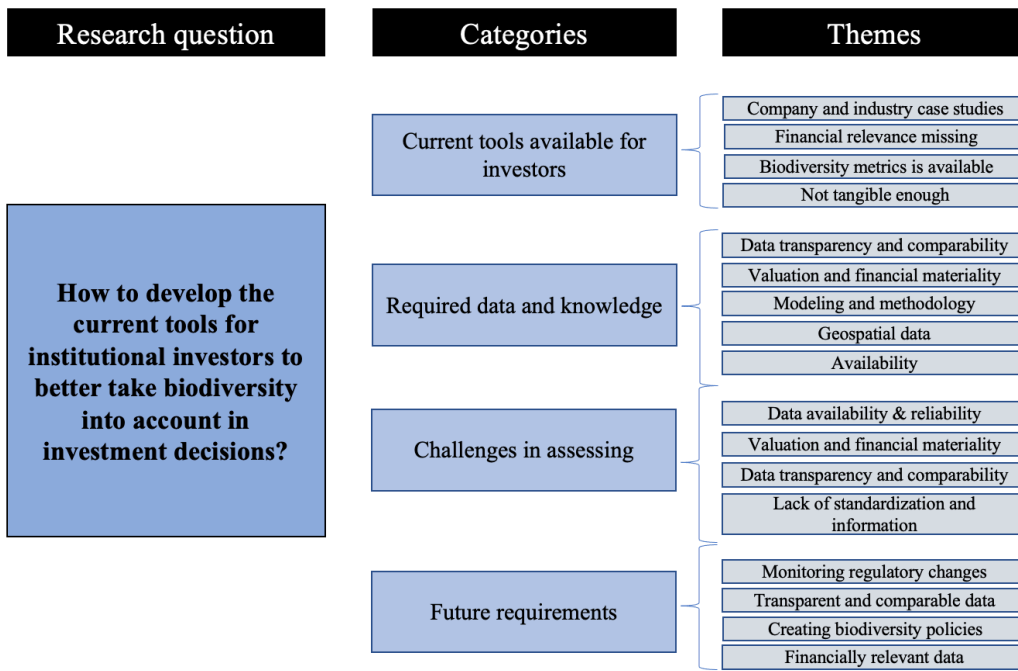 Research question
Categories
Themes
How to develop the
current tools for
institutional investors to
better take biodiversity
into account in
investment decisions?
Current tools available for
investors
Company and industry case studies
Financial relevance missing
Biodiversity metrics is available
Not tangible enough
Required data and knowledge
Data transparency and comparability
Valuation and financial materiality
Modeling and methodology
Geospatial data
Availability
Challenges in assessing
Data availability & reliability
Valuation and financial materiality
Data transparency and comparability
Lack of standardization and
information
Future requirements
Monitoring regulatory changes
Transparent and comparable data
Creating biodiversity policies
Financially relevant data